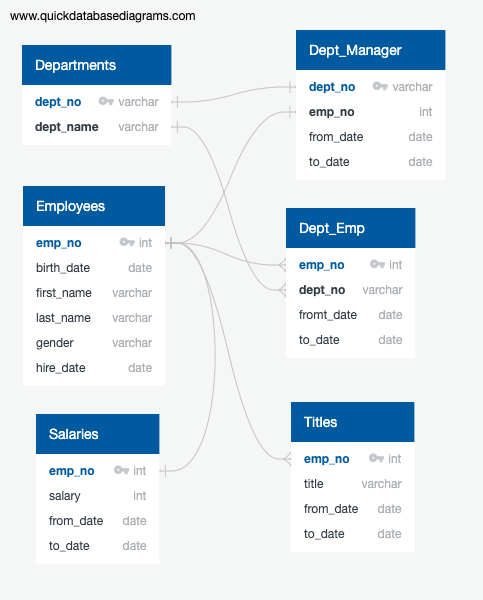 www.quickdatabasediagrams.com
Departments
dept_no varchar
dept_name varchar
Dept_Manager
dept_no varchar
emp_no int
from_date date
to_date date
Employees
emp_no int
birth_date date
first_name varchar
last_name varchar
gender varchar
hire_date date
Dept_Emp
emp_no int
dept_no varchar
fromt_date date
to_date date
Salaries
emp_no int
salary int
from_date date
to_date date
Titles
emp_no int
title varchar
from_date date
to_date date